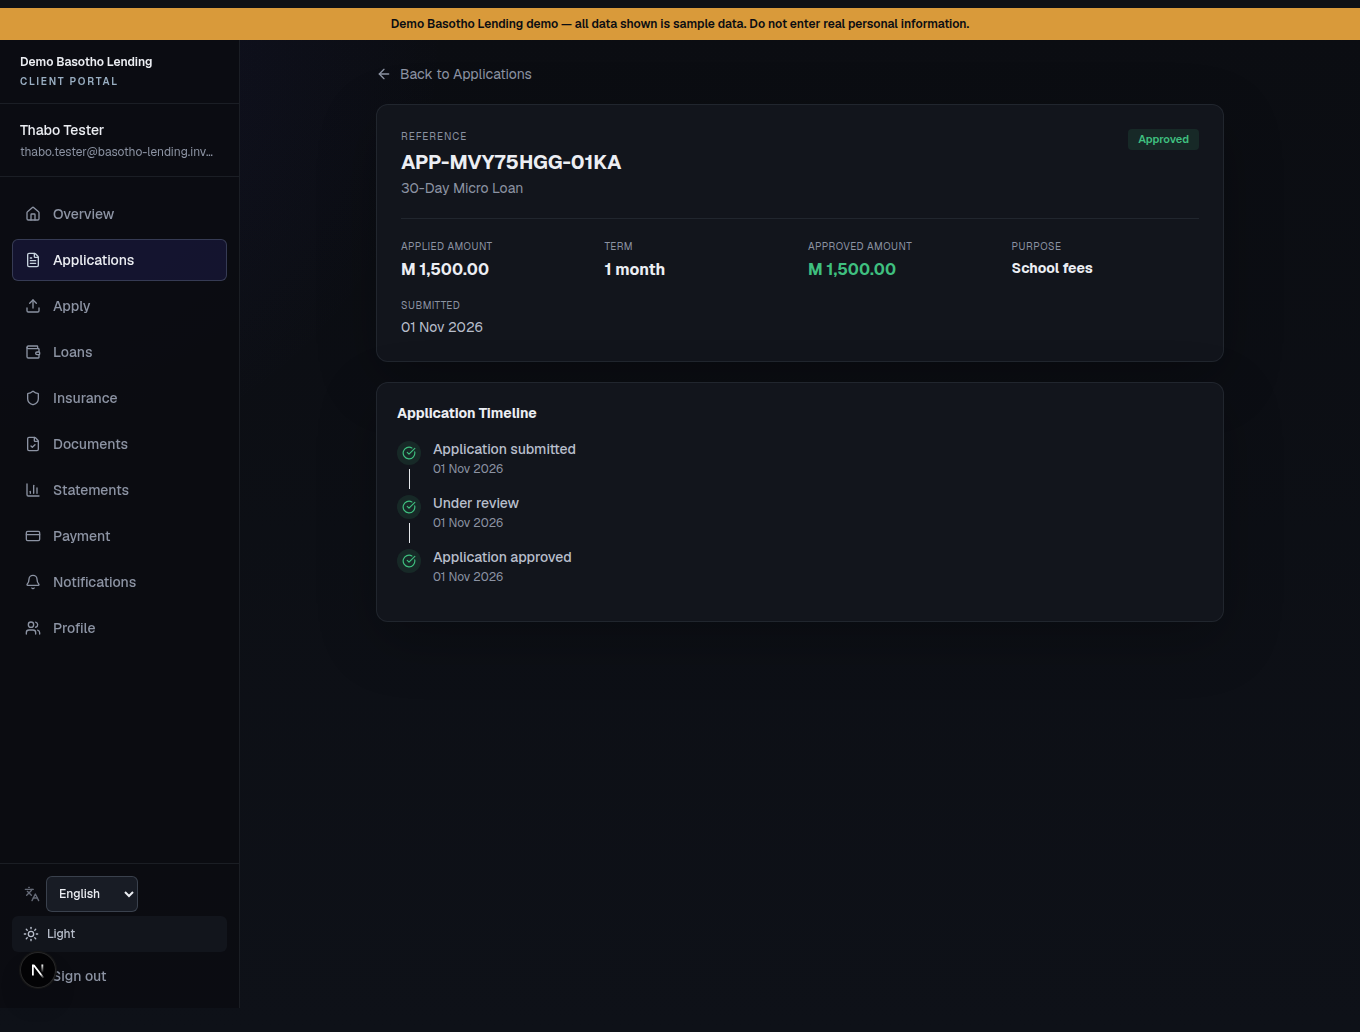 Demo Basotho Lending demo — all data shown is sample data. Do not enter real personal information.
Demo Basotho Lending
CLIENT PORTAL
Thabo Tester
thabo.tester@basotho-lending.inv...
Overview
Applications
Apply
Loans
Insurance
Documents
Statements
Payment
Notifications
Profile
English
Light
Sign out
Back to Applications
REFERENCE
Approved
APP-MVY75HGG-01KA
30-Day Micro Loan
APPLIED AMOUNT
M 1,500.00
TERM
1 month
APPROVED AMOUNT
M 1,500.00
PURPOSE
School fees
SUBMITTED
01 Nov 2026
Application Timeline
Application submitted
01 Nov 2026
Under review
01 Nov 2026
Application approved
01 Nov 2026